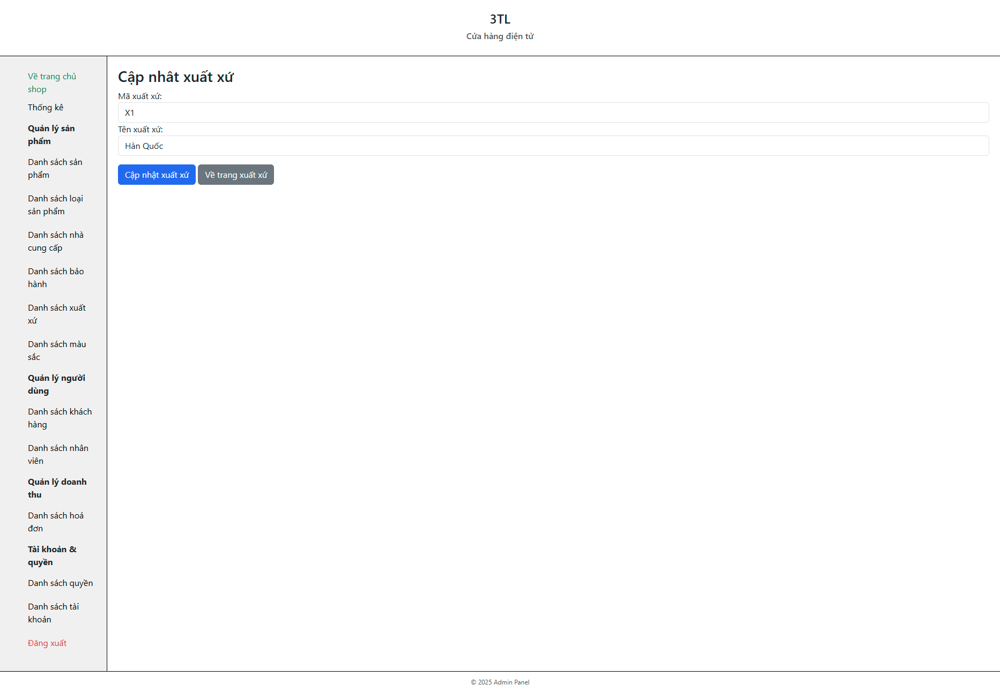 3TL
Cửa hàng điện tử
Về trang chủ
shop
Thống kê
Quản lý sản
phẩm
Danh sách sản
phẩm
Danh sách loại
sản phẩm
Danh sách nhà
cung cấp
Danh sách bảo
hành
Danh sách xuất
xứ
Danh sách màu
sắc
Quản lý người
dùng
Danh sách khách
hàng
Danh sách nhân
viên
Quản lý doanh
thu
Danh sách hoá
đơn
Tài khoản &
quyền
Danh sách quyền
Danh sách tài
khoản
Đăng xuất
Cập nhât xuất xứ
Mã xuất xứ:
X1
Tên xuất xứ:
Hàn Quốc
Cập nhật xuất xứ Về trang xuất xứ
© 2025 Admin Panel